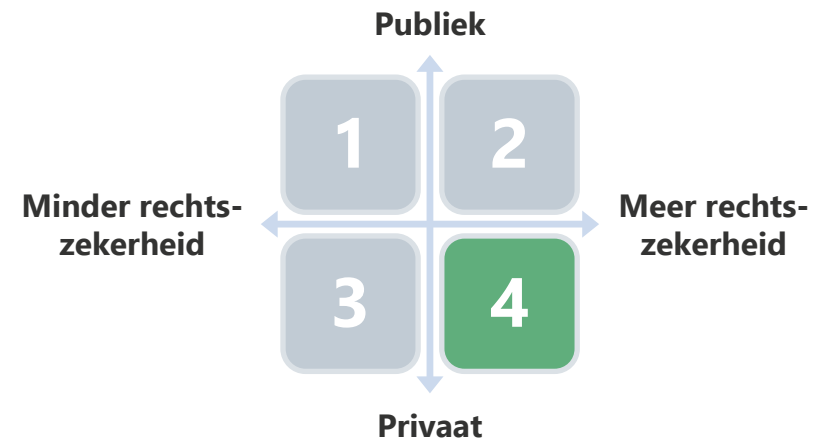 Publiek
1 2
Minder rechts-
zekerheid
Meer rechts-
zekerheid
3 4
Privaat